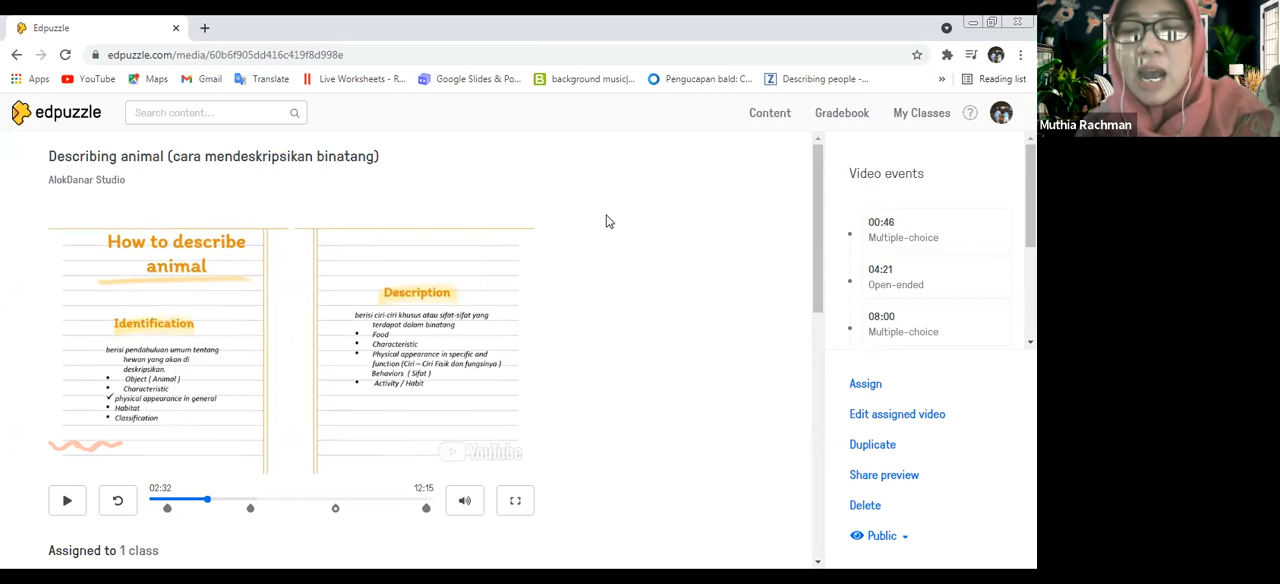 Edpuzzle
edpuzzle.com/media/60b6f905dd416c419f8d998e
Apps
YouTube
Maps
Gmail
Translate
Live Worksheets - R...
Google Slides & Po...
background music|...
Pengucapan bald: C...
Describing people -...
»
Reading list
edpuzzle
Search content...
Content
Gradebook
My Classes
?
Muthia Rachman
Describing animal (cara mendeskripsikan binatang)
AlokDanar Studio
How to describe
animal
Identification
berisi pendahuluan umum tentang
hewan yang akan di
deskripsikan.
• Object ( Animal )
• Characteristic
✓ physical appearance in general
• Habitat
• Classification
Description
berisi ciri-ciri khusus atau sifat-sifat yang
terdapat dalam binatang
• Food
• Characteristic
• Physical appearance in specific and
function (Ciri – Ciri Fisik dan fungsinya )
Behaviors ( Sifat )
• Activity / Habit
YouTube
02:32
12:15
Assigned to 1 class
Video events
00:46
Multiple-choice
04:21
Open-ended
08:00
Multiple-choice
Assign
Edit assigned video
Duplicate
Share preview
Delete
Public